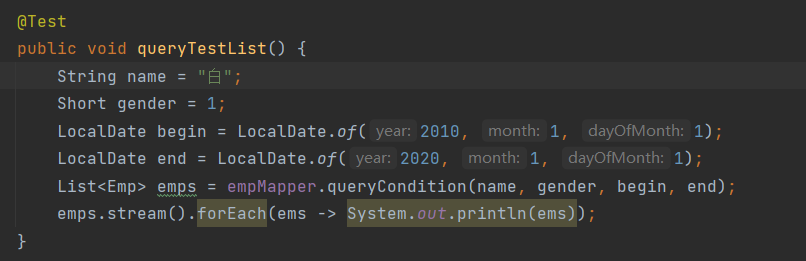 @Test
public void queryTestList() {
    String name = "白";
    Short gender = 1;
    LocalDate begin = LocalDate.of( year: 2010, month: 1, dayOfMonth: 1);
    LocalDate end = LocalDate.of( year: 2020, month: 1, dayOfMonth: 1);
    List<Emp> emps = empMapper.queryCondition(name, gender, begin, end);
    emps.stream().forEach(ems -> System.out.println(ems));
}